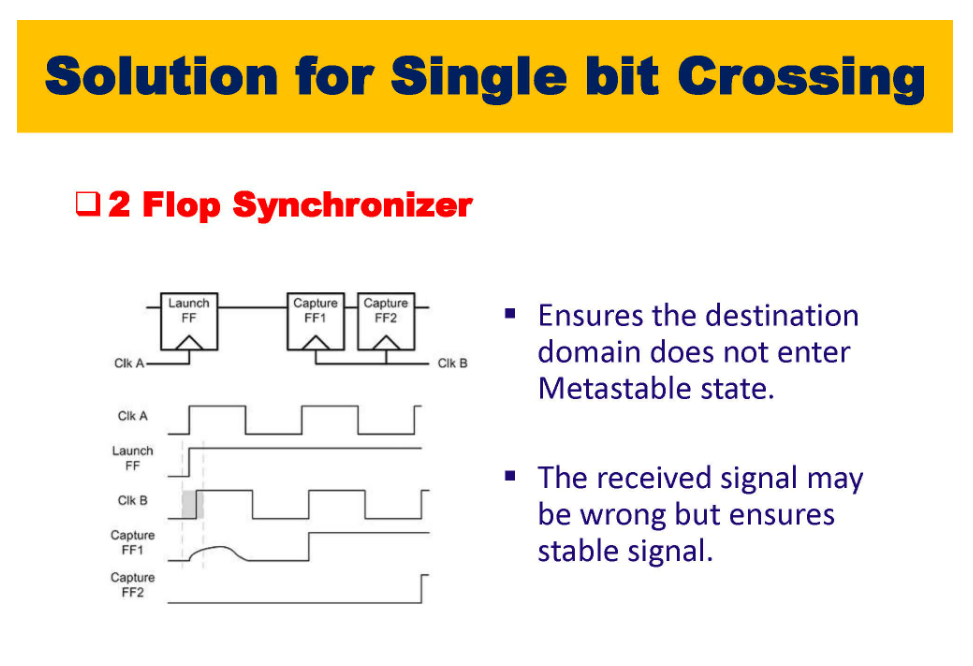 Solution for Single bit Crossing
2 Flop Synchronizer
Launch
FF
Capture
FF1
Capture
FF2
Clk A
Clk B
Clk A
Launch
FF
Clk B
Capture
FF1
Capture
FF2
Ensures the destination
domain does not enter
Metastable state.
The received signal may
be wrong but ensures
stable signal.